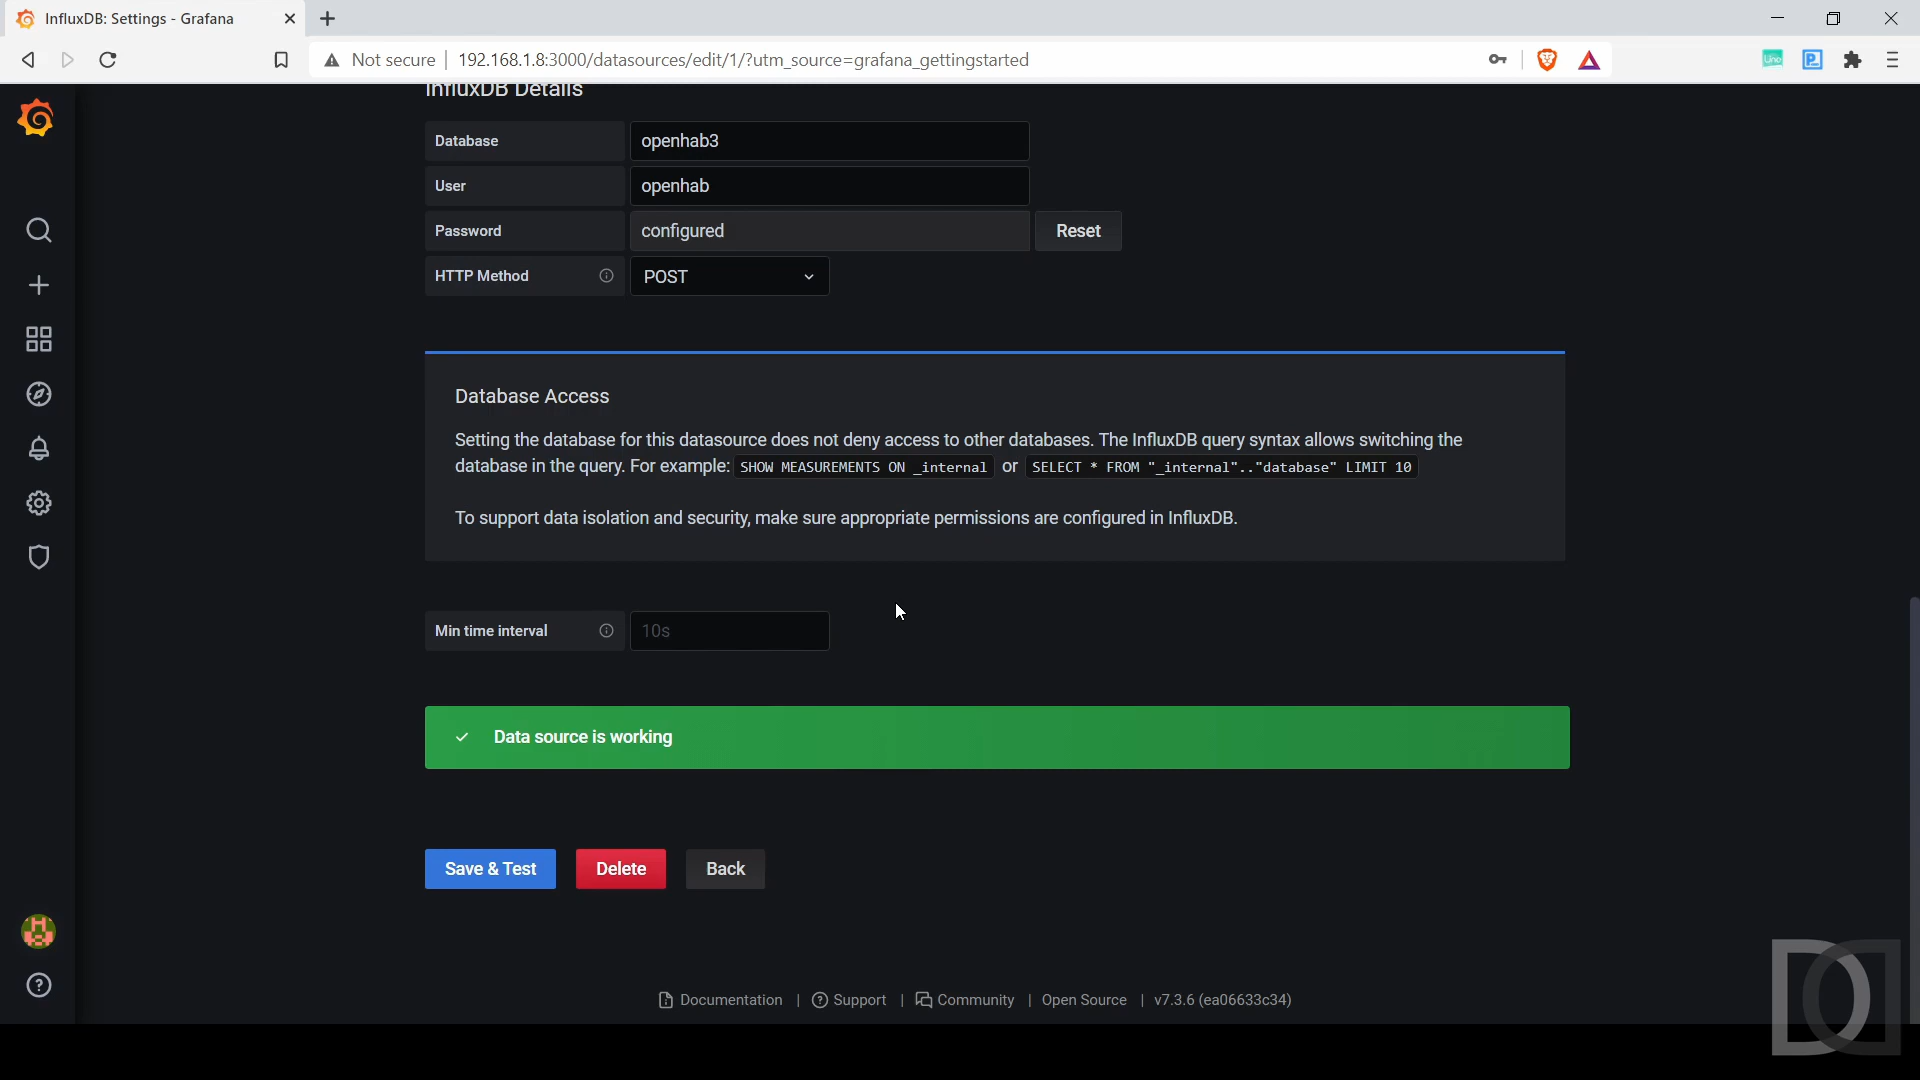 InfluxDB: Settings - Grafana
Not secure
192.168.1.8:3000/datasources/edit/1/?utm_source=grafana_gettingstarted
Uno
InfluxDB Details
Database
openhab3
User
openhab
Password
configured
Reset
HTTP Method
POST
Database Access
Setting the database for this datasource does not deny access to other databases. The InfluxDB query syntax allows switching the
database in the query. For example: SHOW MEASUREMENTS ON _internal or SELECT * FROM "_internal".."database" LIMIT 10
To support data isolation and security, make sure appropriate permissions are configured in InfluxDB.
Min time interval
10s
Data source is working
Save & Test
Delete
Back
Documentation | Support | Community | Open Source | v7.3.6 (ea06633c34)